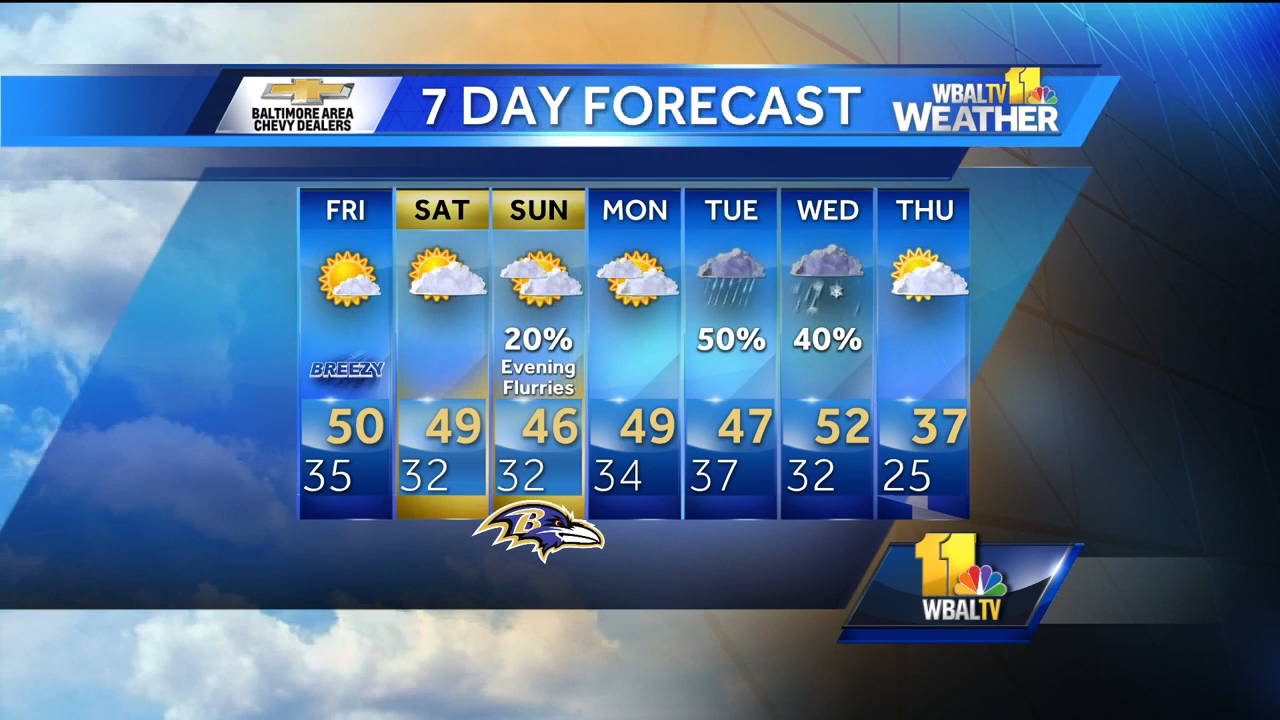 BALTIMORE AREA
CHEVY DEALERS
7 DAY FORECAST
WBALTV 11
WEATHER
FRI SAT SUN MON TUE WED THU
20% 50% 40%
BREEZY Evening
Flurries
50 49 46 49 47 52 37
35 32 32 34 37 32 25
B
11
WBALTV